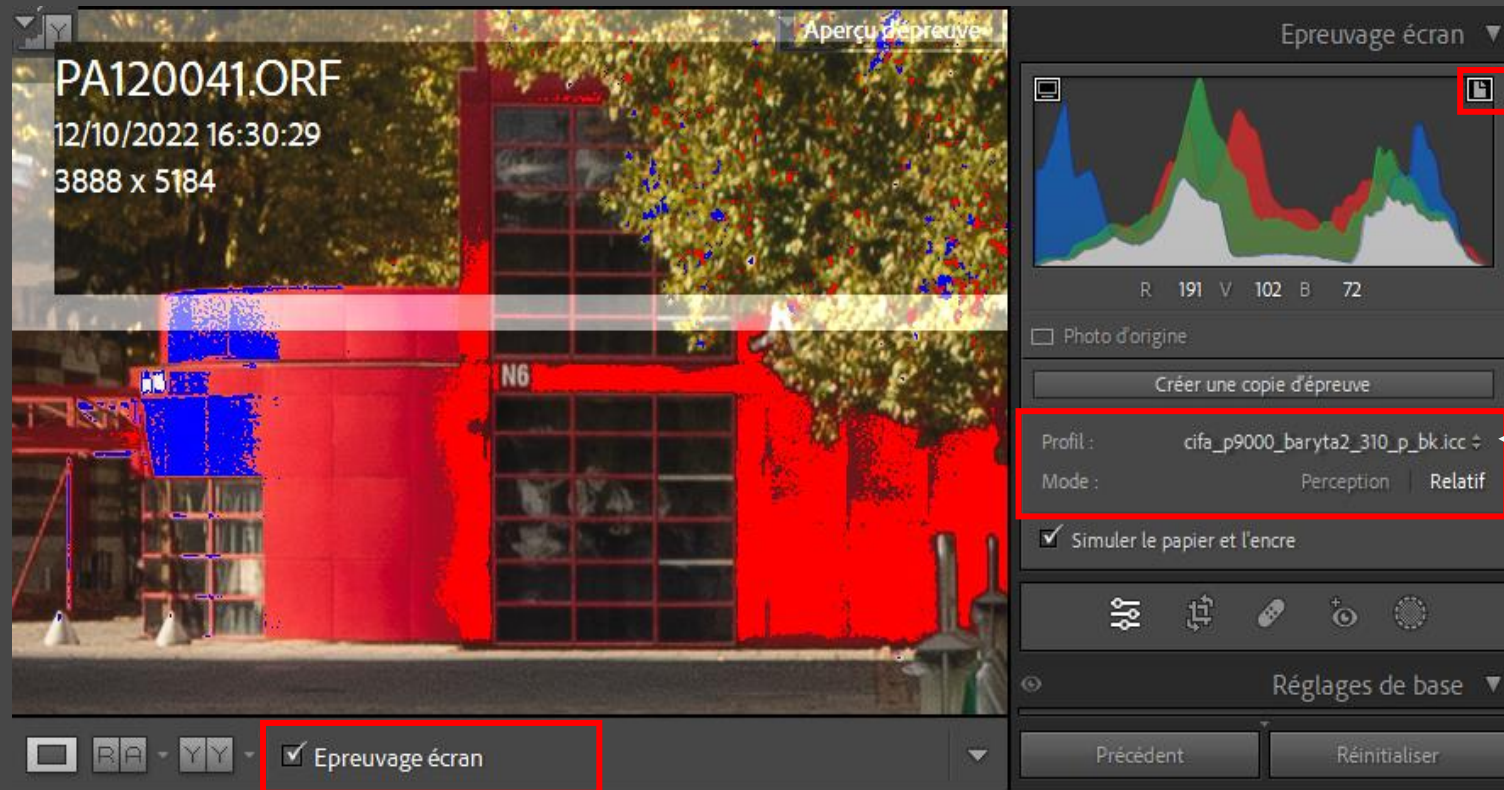 Aperçu d'épreuve
PA120041.ORF
12/10/2022 16:30:29
3888 x 5184
N6
Epreuvage écran
R 191 V 102 B 72
Photo d'origine
Créer une copie d'épreuve
Profil : cifa_p9000_baryta2_310_p_bk.icc
Mode : Perception Relatif
Simuler le papier et l'encre
Réglages de base
Précédent Réinitialiser
Y
R A Y Y Epreuvage écran